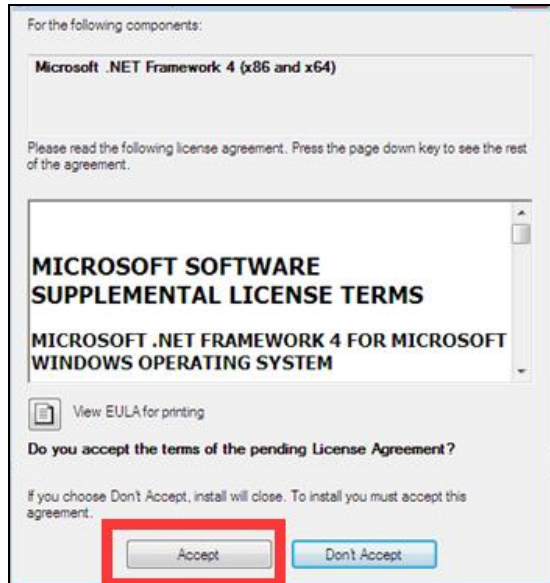 For the following components:
Microsoft .NET Framework 4 (x86 and x64)
Please read the following license agreement. Press the page down key to see the rest
of the agreement.
MICROSOFT SOFTWARE
SUPPLEMENTAL LICENSE TERMS
MICROSOFT .NET FRAMEWORK 4 FOR MICROSOFT
WINDOWS OPERATING SYSTEM
View EULA for printing
Do you accept the terms of the pending License Agreement?
If you choose Don't Accept, install will close. To install you must accept this
agreement.
Accept
Don't Accept